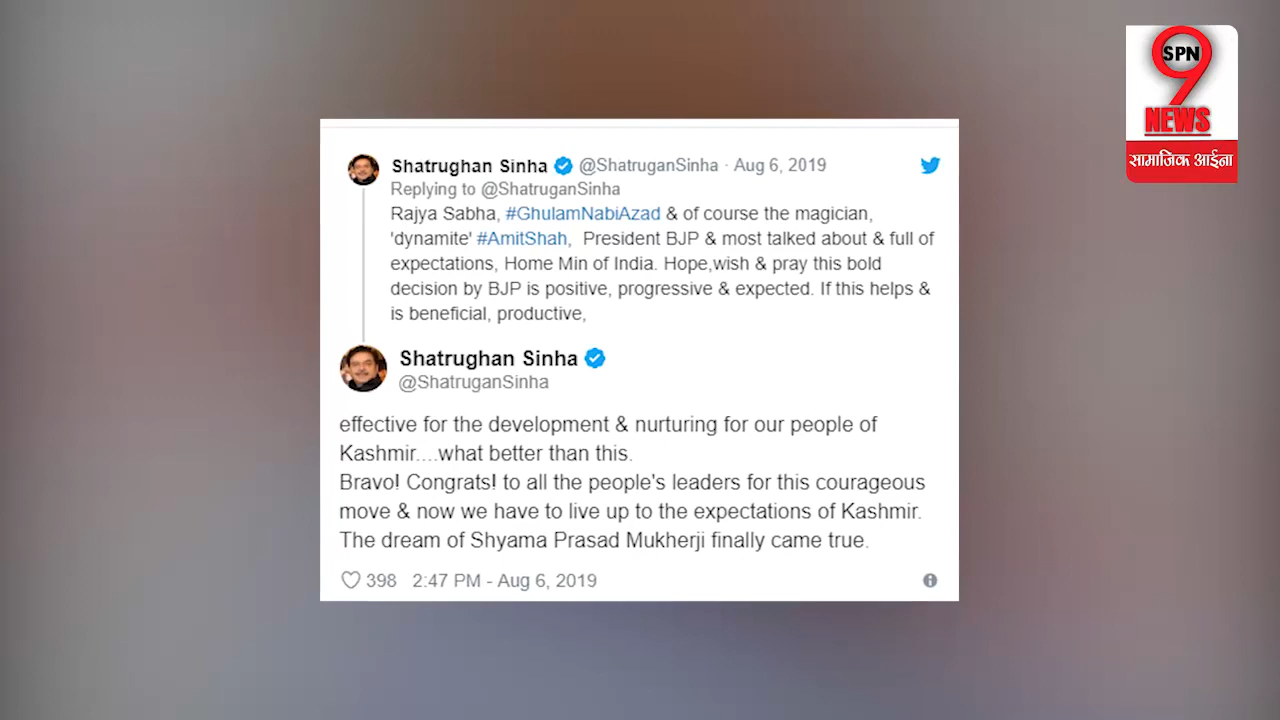 SPN
9
NEWS
सामाजिक आईना
Shatrughan Sinha @ShatruganSinha · Aug 6, 2019
Replying to @ShatruganSinha
Rajya Sabha, #GhulamNabiAzad & of course the magician,
'dynamite' #AmitShah, President BJP & most talked about & full of
expectations, Home Min of India. Hope,wish & pray this bold
decision by BJP is positive, progressive & expected. If this helps &
is beneficial, productive,
Shatrughan Sinha
@ShatruganSinha
effective for the development & nurturing for our people of
Kashmir....what better than this.
Bravo! Congrats! to all the people's leaders for this courageous
move & now we have to live up to the expectations of Kashmir.
The dream of Shyama Prasad Mukherji finally came true.
398 2:47 PM - Aug 6, 2019